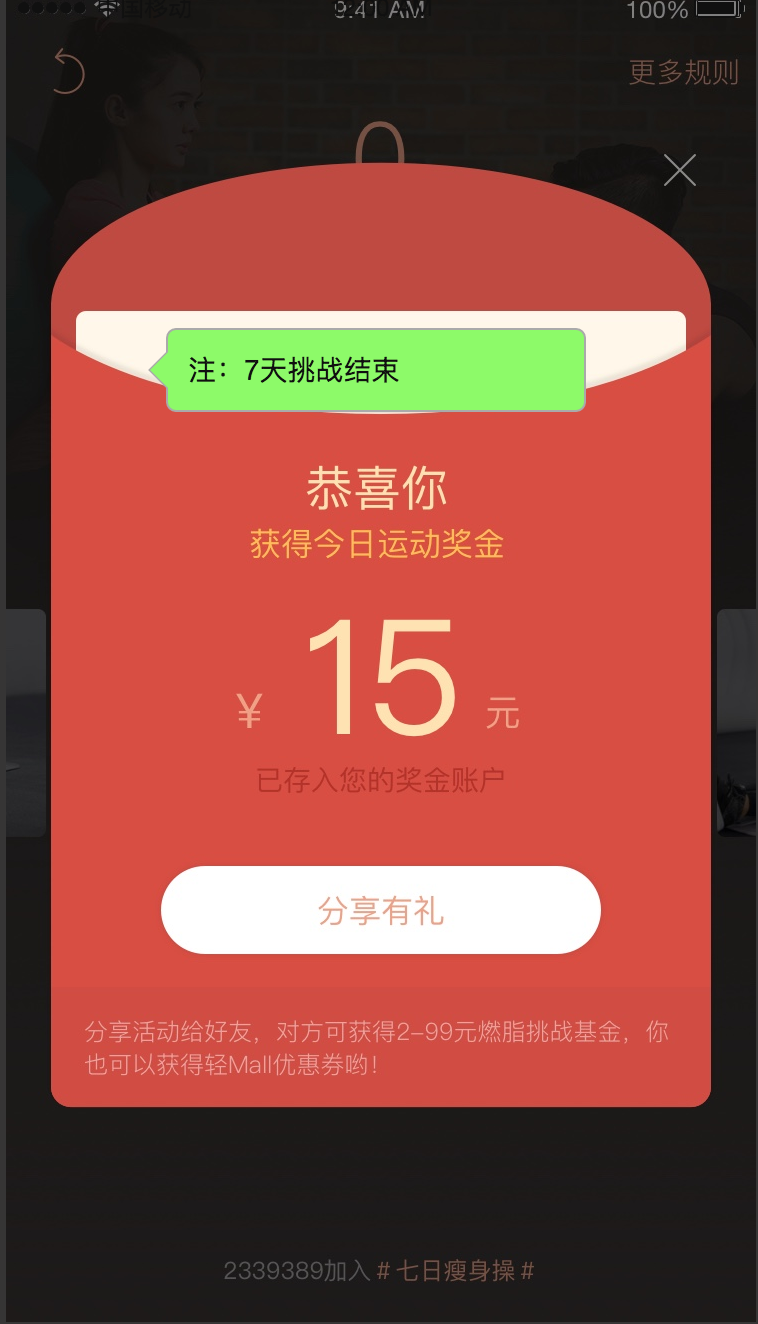 中国移动 9:41 AM 100%
更多规则
注：7天挑战结束
恭喜你
获得今日运动奖金
¥ 15 元
已存入您的奖金账户
分享有礼
分享活动给好友，对方可获得2-99元燃脂挑战基金，你
也可以获得轻Mall优惠券哟！
2339389加入 # 七日瘦身操 #